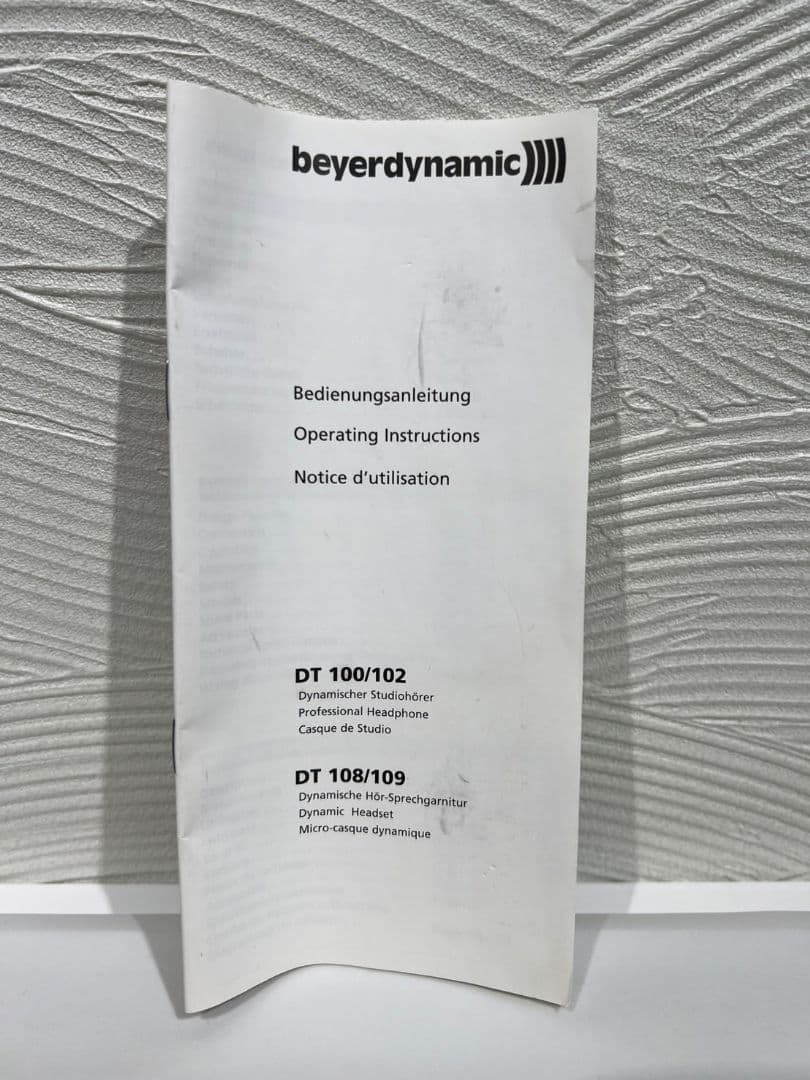 beyerdynamic))))
Bedienungsanleitung
Operating Instructions
Notice d'utilisation
DT 100/102
Dynamischer Studiohörer
Professional Headphone
Casque de Studio
DT 108/109
Dynamische Hör-Sprechgarnitur
Dynamic Headset
Micro-casque dynamique